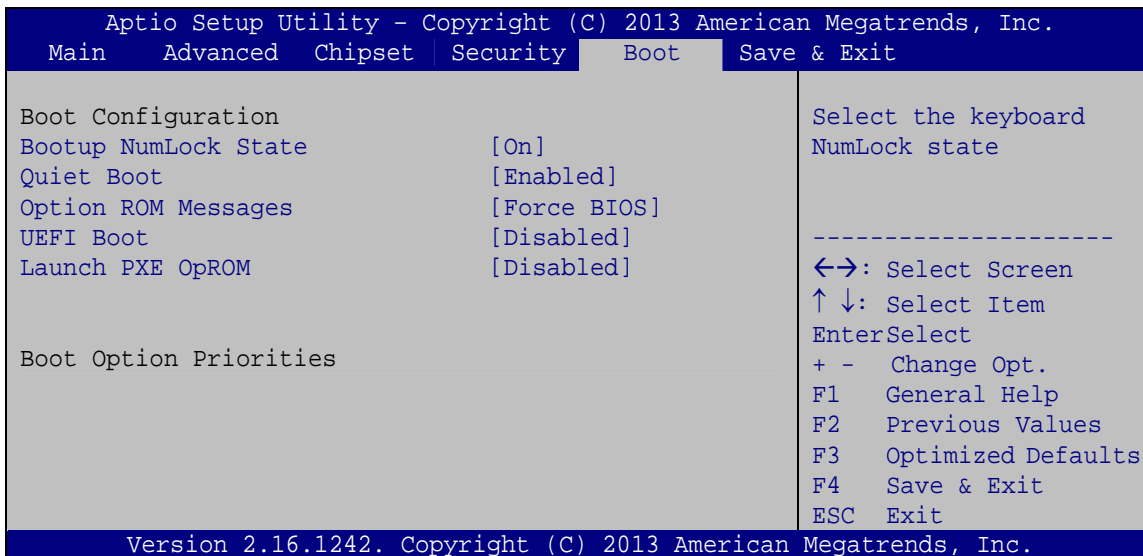 Aptio Setup Utility – Copyright (C) 2013 American Megatrends, Inc.
Main Advanced Chipset Security Boot Save & Exit
Boot Configuration
Bootup NumLock State [On]
Quiet Boot [Enabled]
Option ROM Messages [Force BIOS]
UEFI Boot [Disabled]
Launch PXE OpROM [Disabled]
Boot Option Priorities
Select the keyboard
NumLock state
---------------------
←→: Select Screen
↑ ↓: Select Item
EnterSelect
+ - Change Opt.
F1 General Help
F2 Previous Values
F3 Optimized Defaults
F4 Save & Exit
ESC Exit
Version 2.16.1242. Copyright (C) 2013 American Megatrends, Inc.